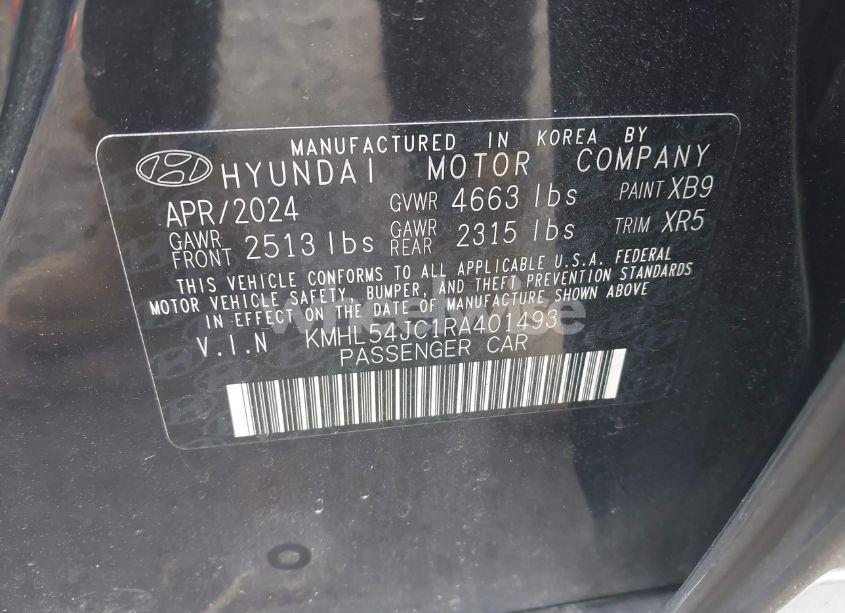 MANUFACTURED IN KOREA BY
HYUNDAI MOTOR COMPANY
APR/2024 GVWR 4663 lbs PAINT XB9
GAWR FRONT 2513 lbs GAWR REAR 2315 lbs TRIM XR5
THIS VEHICLE CONFORMS TO ALL APPLICABLE U.S.A. FEDERAL
MOTOR VEHICLE SAFETY, BUMPER, AND THEFT PREVENTION STANDARDS
IN EFFECT ON THE DATE OF MANUFACTURE SHOWN ABOVE
V.I.N KMHL54JC1RA401493
PASSENGER CAR